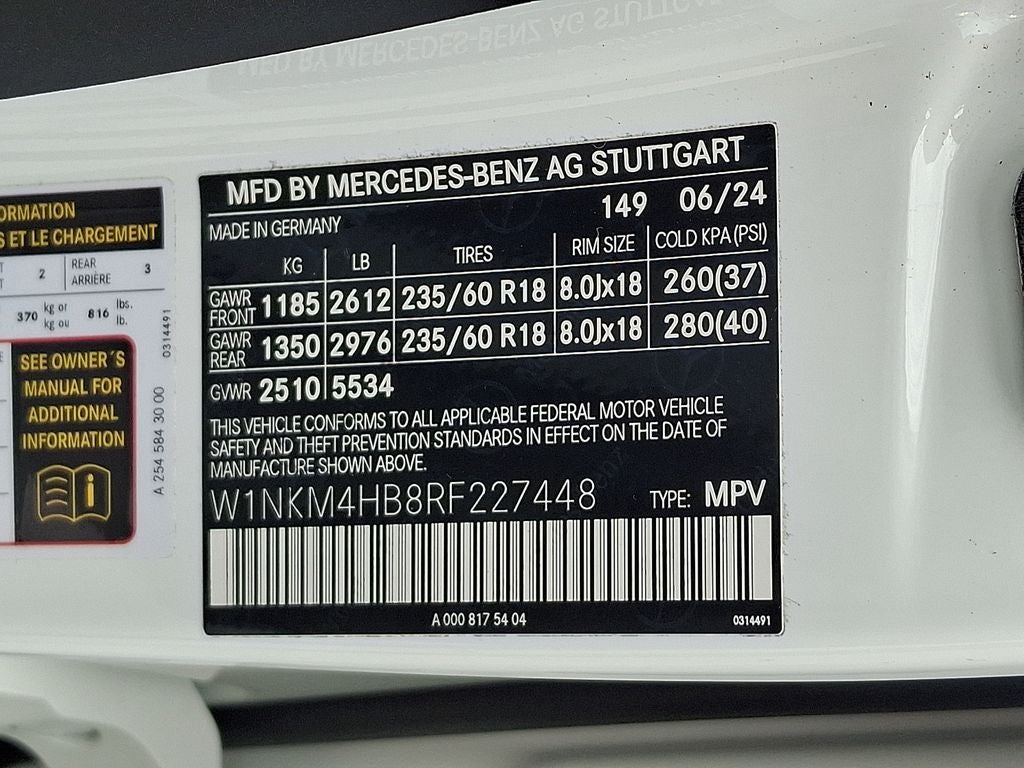 MFD BY MERCEDES-BENZ AG STUTTGART
149 06/24
MADE IN GERMANY
KG LB TIRES RIM SIZE COLD KPA(PSI)
GAWR FRONT 1185 2612 235/60 R18 8.0Jx18 260(37)
GAWR REAR 1350 2976 235/60 R18 8.0Jx18 280(40)
GVWR 2510 5534
THIS VEHICLE CONFORMS TO ALL APPLICABLE FEDERAL MOTOR VEHICLE
SAFETY AND THEFT PREVENTION STANDARDS IN EFFECT ON THE DATE OF
MANUFACTURE SHOWN ABOVE.
W1NKM4HB8RF227448 TYPE: MPV
A 000 817 54 04 0314491
ET LE CHARGEMENT
2 REAR ARRIÈRE 3
370 kg or kg ou 816 lbs. lb.
SEE OWNER´S
MANUAL FOR
ADDITIONAL
INFORMATION
i
0314491
A 254 584 30 00